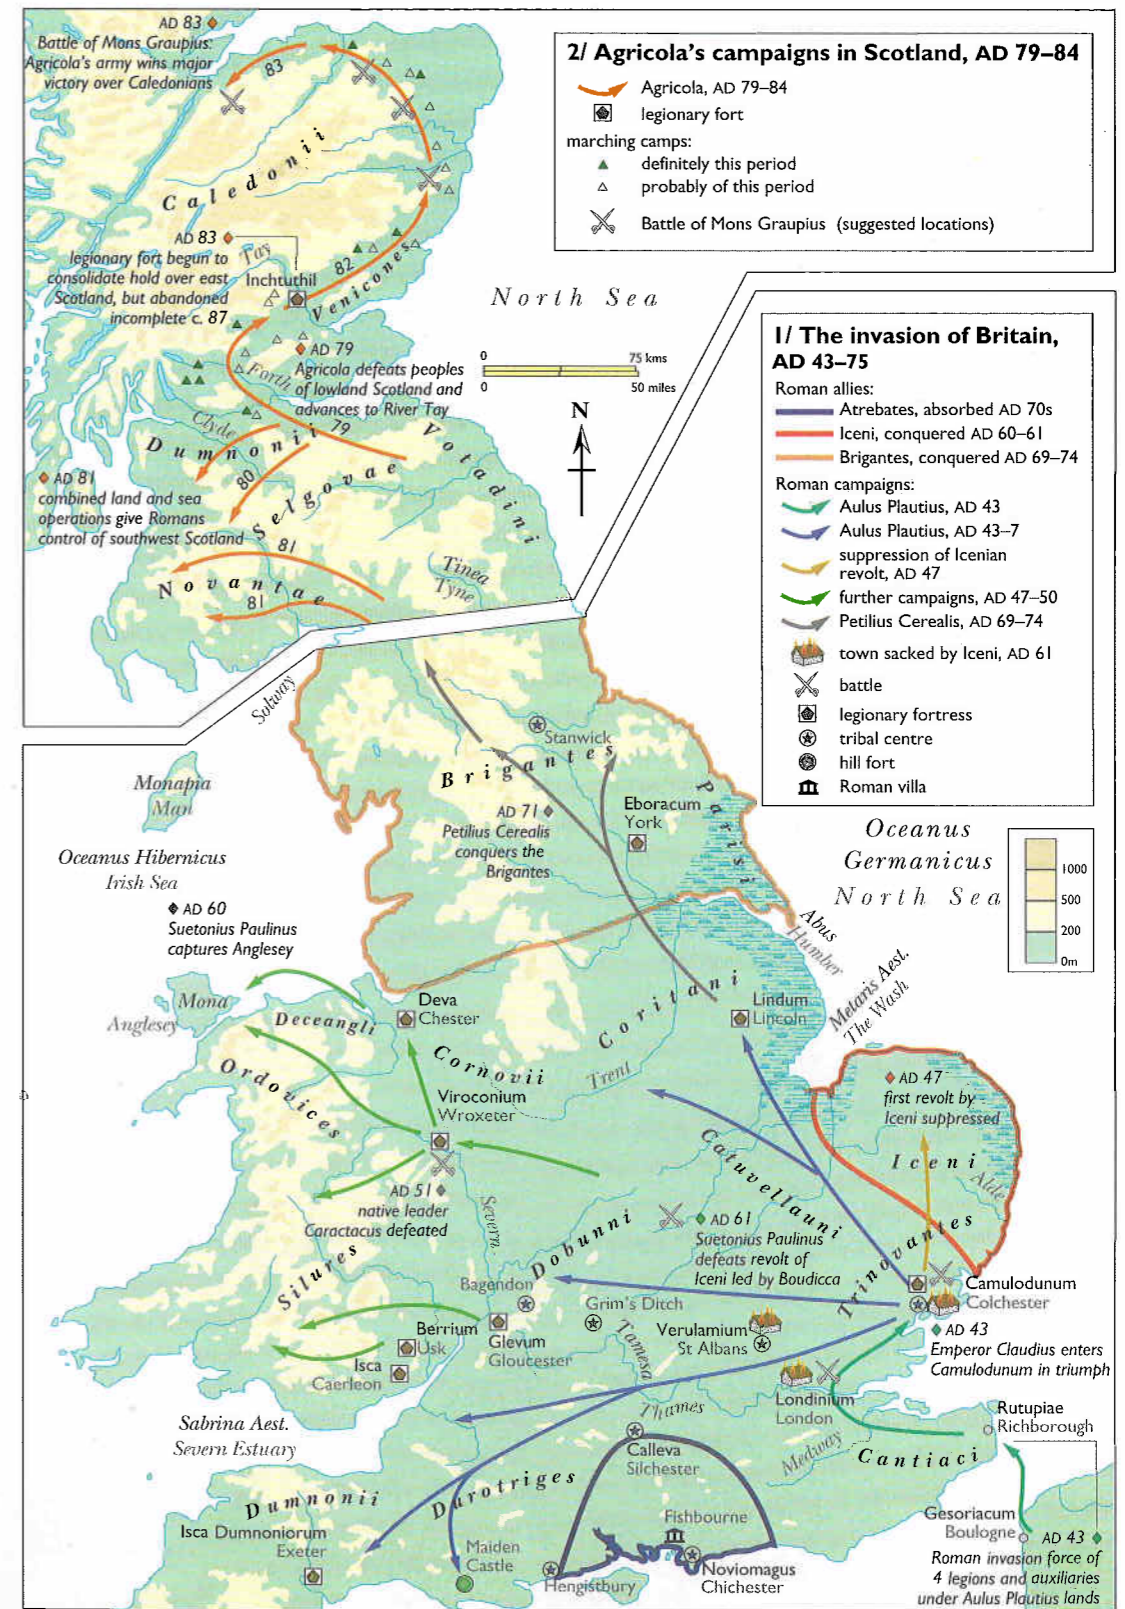 AD 83
Battle of Mons Graupius:
Agricola's army wins major
victory over Caledonians
83
Caledonii
AD 83
legionary fort begun to
consolidate hold over east
Scotland, but abandoned
incomplete c. 87
Tay
Inchtuthil
82
Venicones
AD 79
Agricola defeats peoples
of lowland Scotland and
advances to River Tay
Forth
79
Clyde
Dumnonii
Votadini
80
Selgovae
AD 81
combined land and sea
operations give Romans
control of southwest Scotland
81
Novantae
81
Tinea
Tyne
North Sea
0 75 kms
0 50 miles
N
2/ Agricola's campaigns in Scotland, AD 79–84
Agricola, AD 79–84
legionary fort
marching camps:
definitely this period
probably of this period
Battle of Mons Graupius (suggested locations)
1/ The invasion of Britain,
AD 43–75
Roman allies:
Atrebates, absorbed AD 70s
Iceni, conquered AD 60–61
Brigantes, conquered AD 69–74
Roman campaigns:
Aulus Plautius, AD 43
Aulus Plautius, AD 43–7
suppression of Icenian
revolt, AD 47
further campaigns, AD 47–50
Petilius Cerealis, AD 69–74
town sacked by Iceni, AD 61
battle
legionary fortress
tribal centre
hill fort
Roman villa
1000
500
200
0m
Oceanus
Germanicus
North Sea
Solway
Stanwick
Brigantes
Parisi
Monapia
Man
Eboracum
York
AD 71
Petilius Cerealis
conquers the
Brigantes
Oceanus Hibernicus
Irish Sea
AD 60
Suetonius Paulinus
captures Anglesey
Abus
Humber
Metaris Aest.
The Wash
Mona
Anglesey
Deceangli
Deva
Chester
Coritani
Lindum
Lincoln
Ordovices
Cornovii
Trent
Viroconium
Wroxeter
AD 47
first revolt by
Iceni suppressed
Iceni
Alde
Catuvellauni
Trinovantes
AD 51
native leader
Caractacus defeated
Severn
Silures
Dobunni
AD 61
Suetonius Paulinus
defeats revolt of
Iceni led by Boudicca
Bagendon
Grim's Ditch
Camulodunum
Colchester
AD 43
Emperor Claudius enters
Camulodunum in triumph
Berrium
Usk
Glevum
Gloucester
Isca
Caerleon
Tamesa
Thames
Verulamium
St Albans
Londinium
London
Medway
Rutupiae
Richborough
Cantiaci
Sabrina Aest.
Severn Estuary
Calleva
Silchester
Dumnonii
Durotriges
Isca Dumnoniorum
Exeter
Maiden
Castle
Fishbourne
Hengistbury
Noviomagus
Chichester
Gesoriacum
Boulogne
AD 43
Roman invasion force of
4 legions and auxiliaries
under Aulus Plautius lands